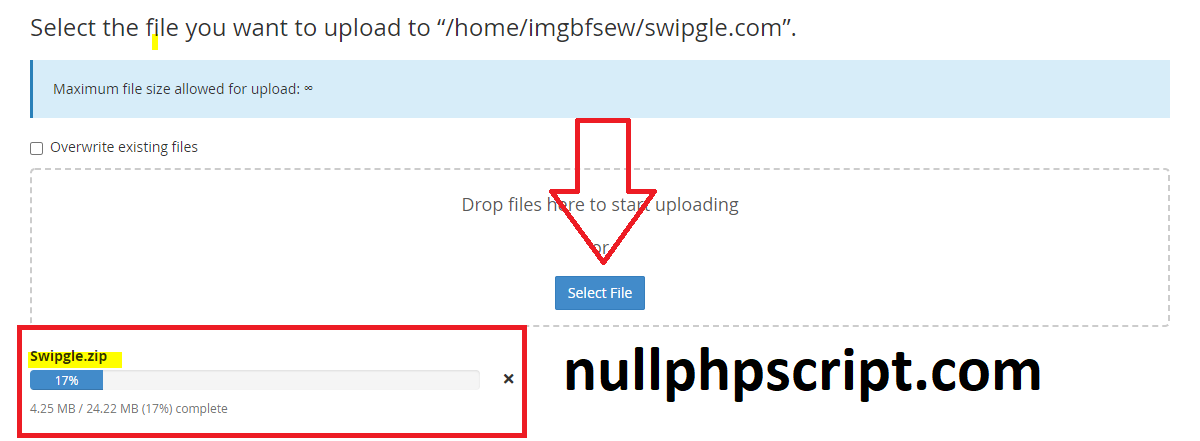 Select the file you want to upload to “/home/imgbfsew/swipgle.com”.
Maximum file size allowed for upload: ∞
Overwrite existing files
Drop files here to start uploading
or
Select File
Swipgle.zip
17%
4.25 MB / 24.22 MB (17%) complete
nullphpscript.com